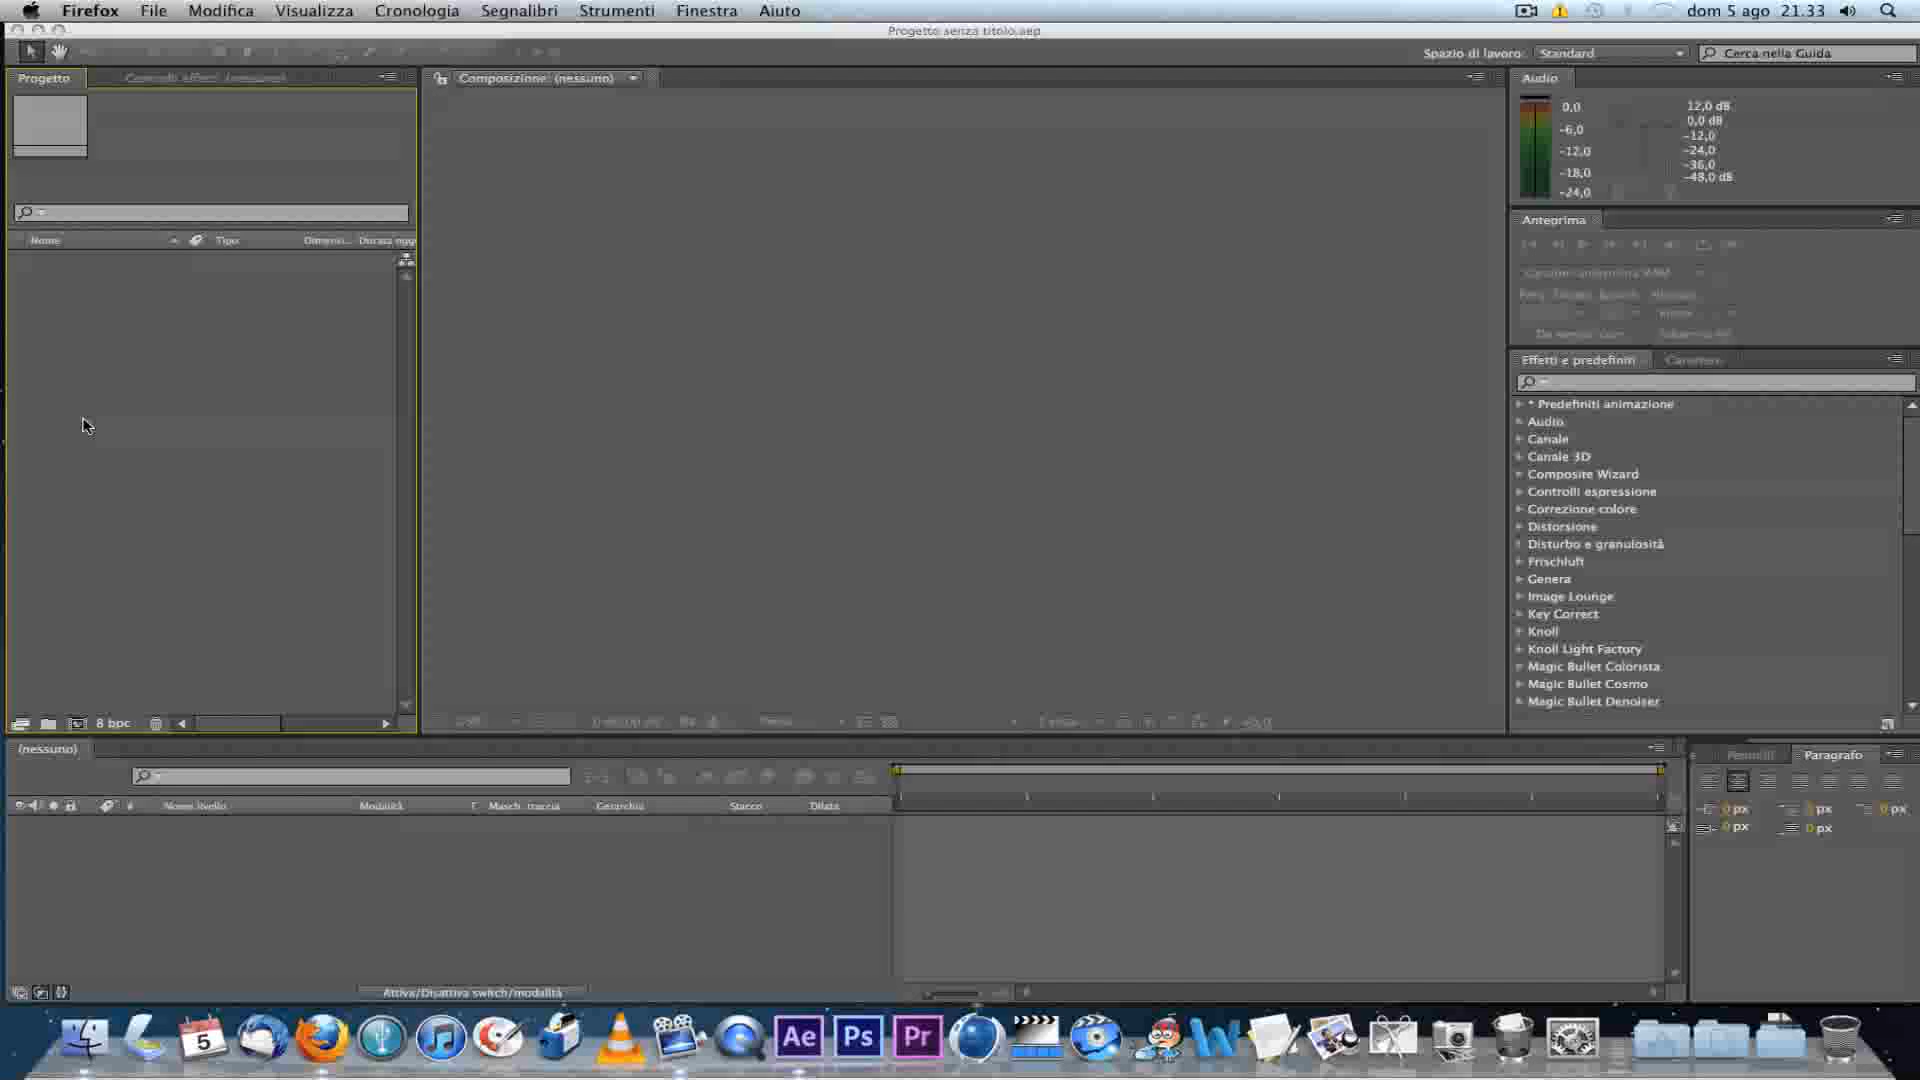 Firefox File Modifica Visualizza Cronologia Segnalibri Strumenti Finestra Aiuto dom 5 ago 21.33
Progetto senza titolo.aep
Spazio di lavoro: Standard Cerca nella Guida
Progetto Composizione: (nessuno) Audio
0,0 12,0 dB
0,0 dB
-6,0 -12,0
-12,0 -24,0
-36,0
-18,0 -48,0 dB
-24,0
Anteprima
Nome Tipo Dimensi... Durata ogg
Effetti e predefiniti Carattere
* Predefiniti animazione
Audio
Canale
Canale 3D
Composite Wizard
Controlli espressione
Correzione colore
Distorsione
Disturbo e granulosità
Frischluft
Genera
Image Lounge
Key Correct
Knoll
Knoll Light Factory
Magic Bullet Colorista
Magic Bullet Cosmo
Magic Bullet Denoiser
8 bpc
(nessuno) Pennelli Paragrafo
# Nome livello Modalità T Masch. traccia Gerarchia Stacco Dilata
0 px px 0 px
0 px 0 px
Attiva/Disattiva switch/modalità
5 Ae Ps Pr